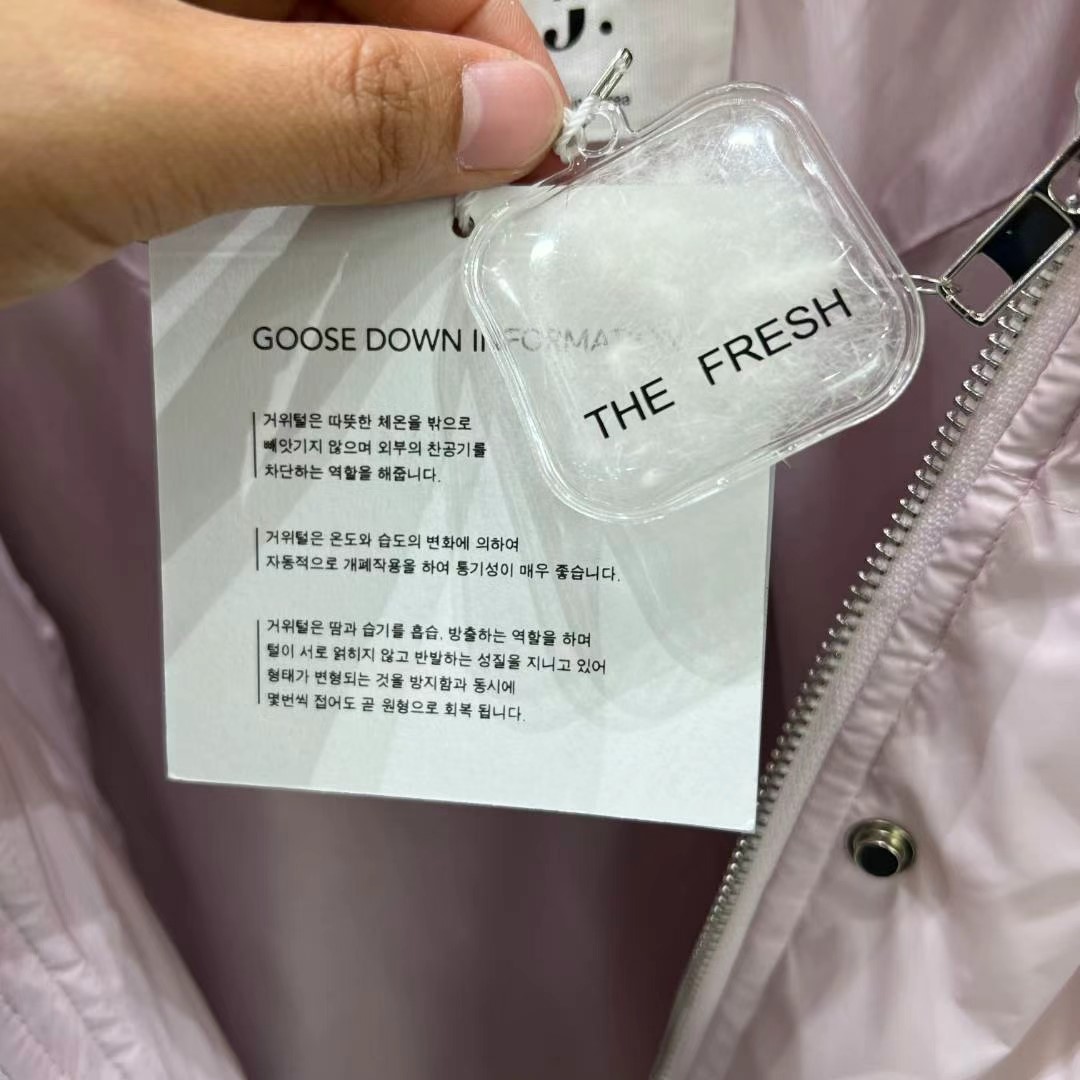 J.
GOOSE DOWN INFORMATION
THE FRESH
거위털은 따뜻한 체온을 밖으로
빼앗기지 않으며 외부의 찬공기를
차단하는 역할을 해줍니다.
거위털은 온도와 습도의 변화에 의하여
자동적으로 개폐작용을 하여 통기성이 매우 좋습니다.
거위털은 땀과 습기를 흡습, 방출하는 역할을 하며
털이 서로 얽히지 않고 반발하는 성질을 지니고 있어
형태가 변형되는 것을 방지함과 동시에
몇번씩 접어도 곧 원형으로 회복 됩니다.